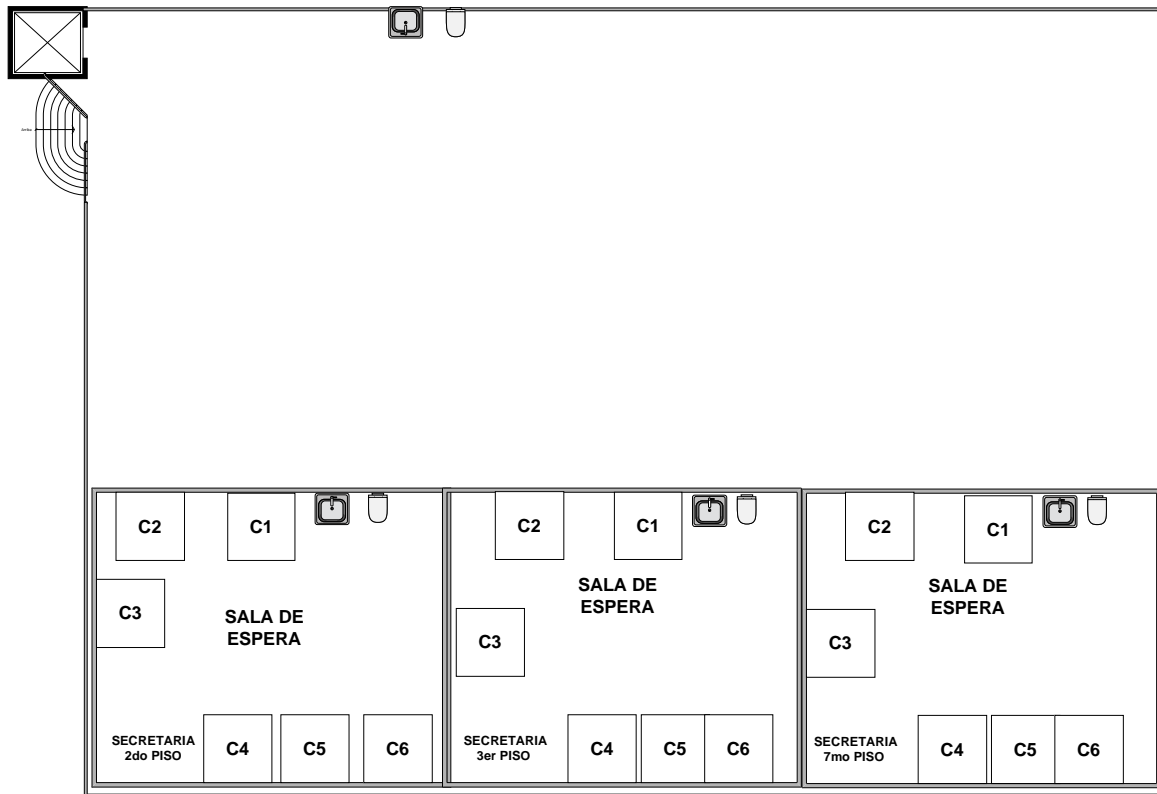 Arriba
C2
C1
C3
SALA DE
ESPERA
SECRETARIA
2do PISO
C4
C5
C6
C2
C1
C3
SALA DE
ESPERA
SECRETARIA
3er PISO
C4
C5
C6
C2
C1
C3
SALA DE
ESPERA
SECRETARIA
7mo PISO
C4
C5
C6